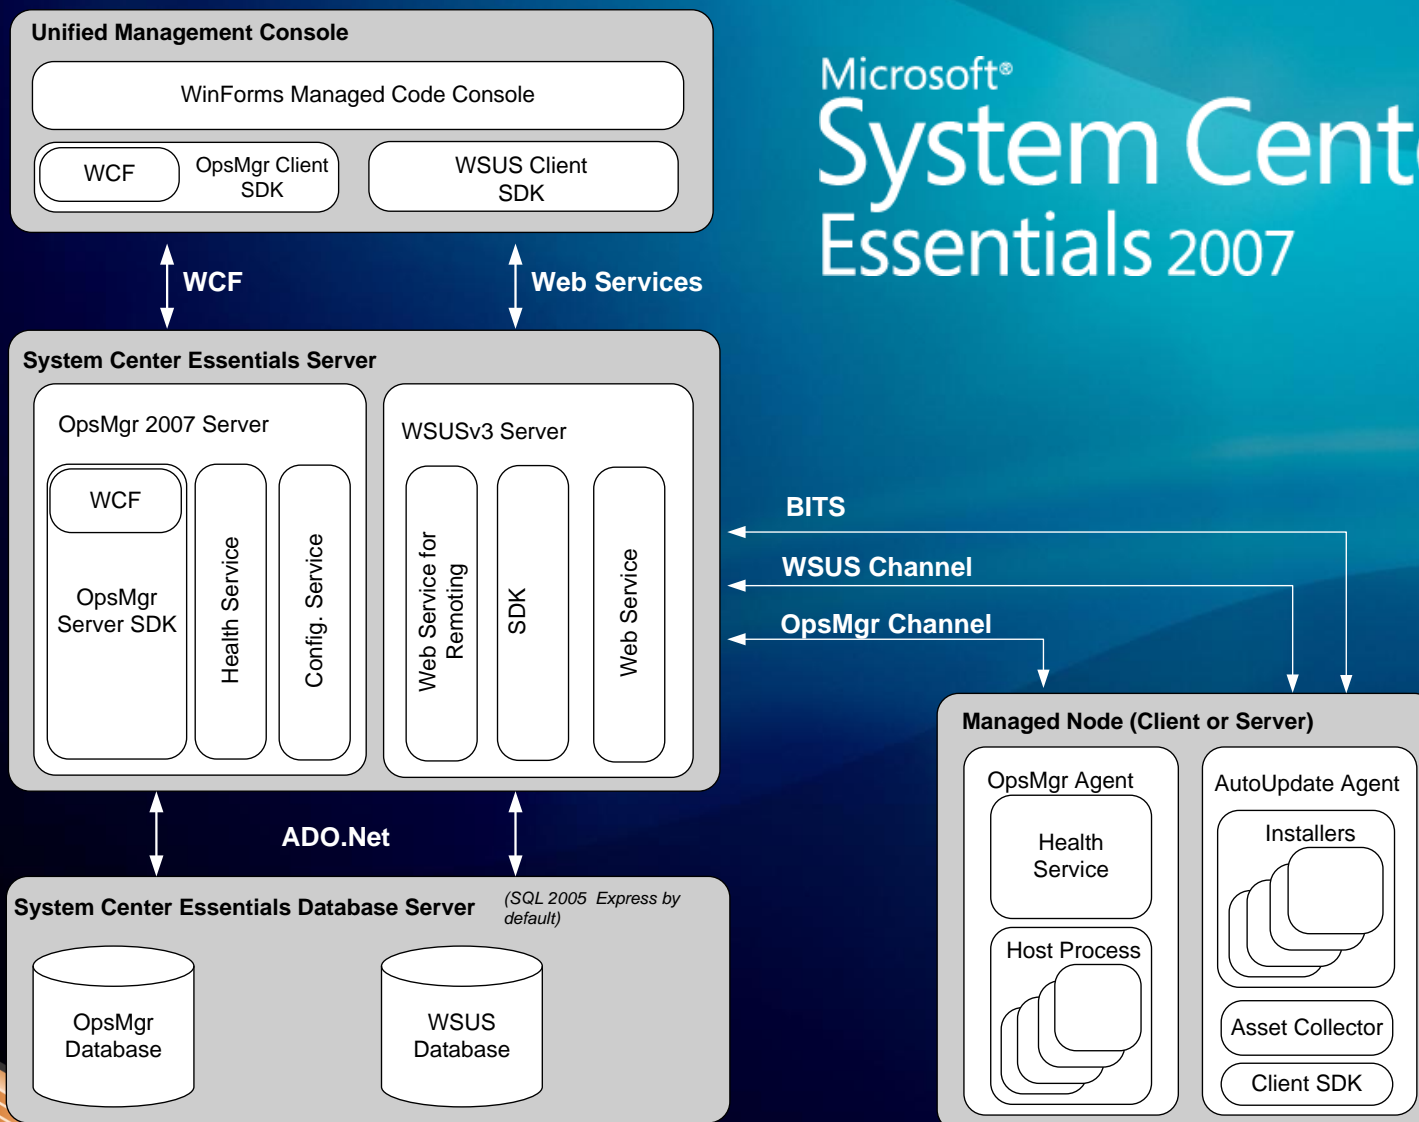 Unified Management Console
WinForms Managed Code Console
WCF
OpsMgr Client
SDK
WSUS Client
SDK
Microsoft®
System Cent
Essentials 2007
WCF
Web Services
System Center Essentials Server
OpsMgr 2007 Server
WCF
OpsMgr
Server SDK
Health Service
Config. Service
WSUSv3 Server
Web Service for
Remoting
SDK
Web Service
BITS
WSUS Channel
OpsMgr Channel
ADO.Net
System Center Essentials Database Server
(SQL 2005 Express by
default)
OpsMgr
Database
WSUS
Database
Managed Node (Client or Server)
OpsMgr Agent
Health
Service
Host Process
AutoUpdate Agent
Installers
Asset Collector
Client SDK